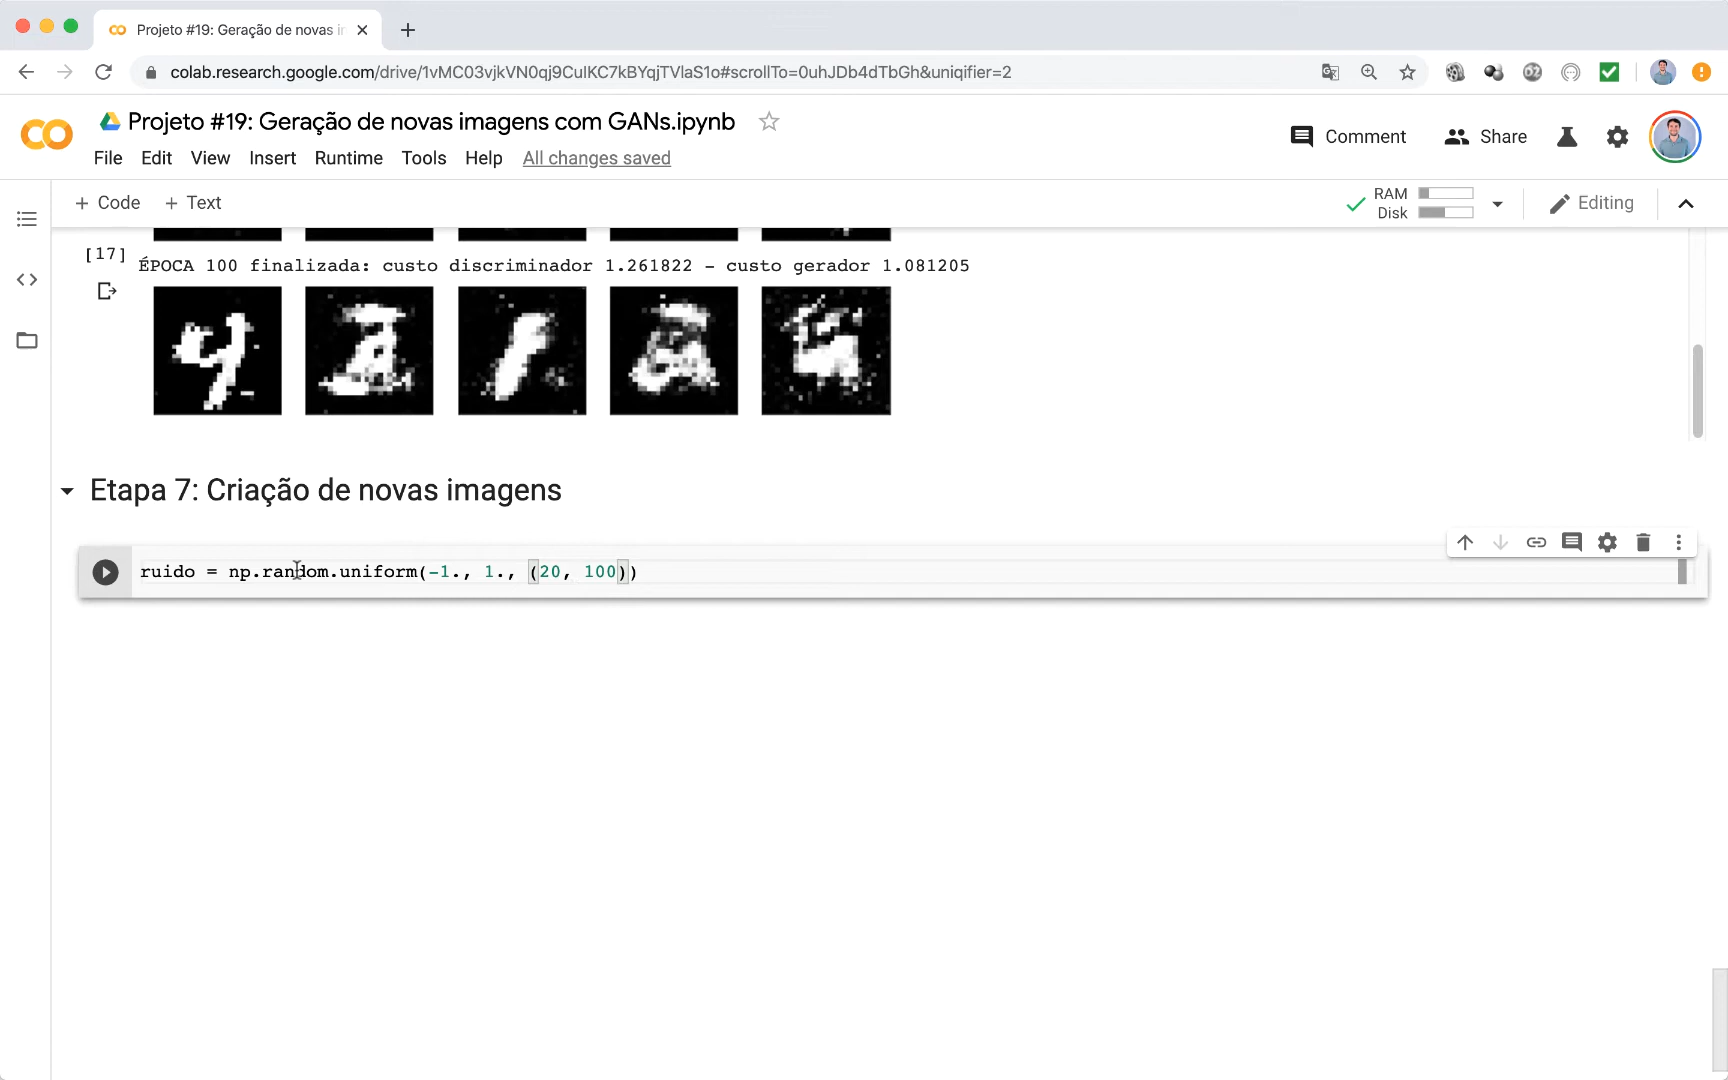 Projeto #19: Geração de novas in
colab.research.google.com/drive/1vMC03vjkVN0qj9CuIKC7kBYqjTVlaS1o#scrollTo=0uhJDb4dTbGh&uniqifier=2
Projeto #19: Geração de novas imagens com GANs.ipynb
Comment
Share
File Edit View Insert Runtime Tools Help All changes saved
+ Code + Text
RAM
Disk
Editing
[17]
ÉPOCA 100 finalizada: custo discriminador 1.261822 - custo gerador 1.081205
Etapa 7: Criação de novas imagens
ruido = np.random.uniform(-1., 1., (20, 100))